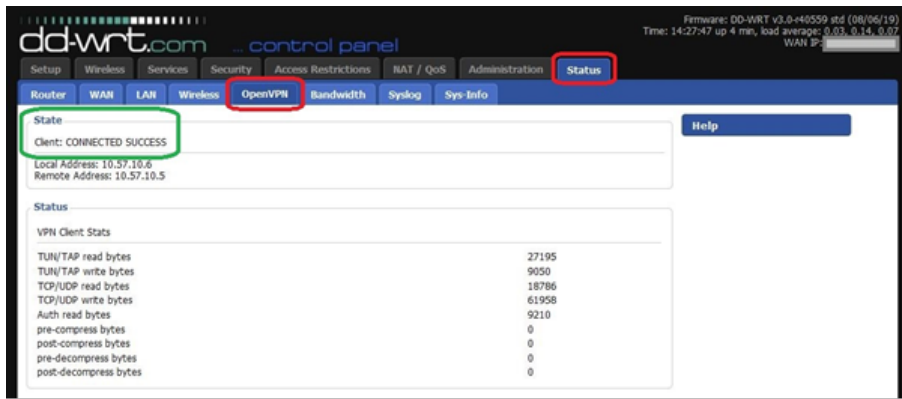 dd-wrt.com ... control panel
Firmware: DD-WRT v3.0-r40559 std (08/06/19)
Time: 14:27:47 up 4 min, load average: 0.03, 0.14, 0.07
WAN IP:
Setup Wireless Services Security Access Restrictions NAT / QoS Administration Status
Router WAN LAN Wireless OpenVPN Bandwidth Syslog Sys-Info
State
Help
Client: CONNECTED SUCCESS
Local Address: 10.57.10.6
Remote Address: 10.57.10.5
Status
VPN Client Stats
TUN/TAP read bytes 27195
TUN/TAP write bytes 9050
TCP/UDP read bytes 18786
TCP/UDP write bytes 61958
Auth read bytes 9210
pre-compress bytes 0
post-compress bytes 0
pre-decompress bytes 0
post-decompress bytes 0